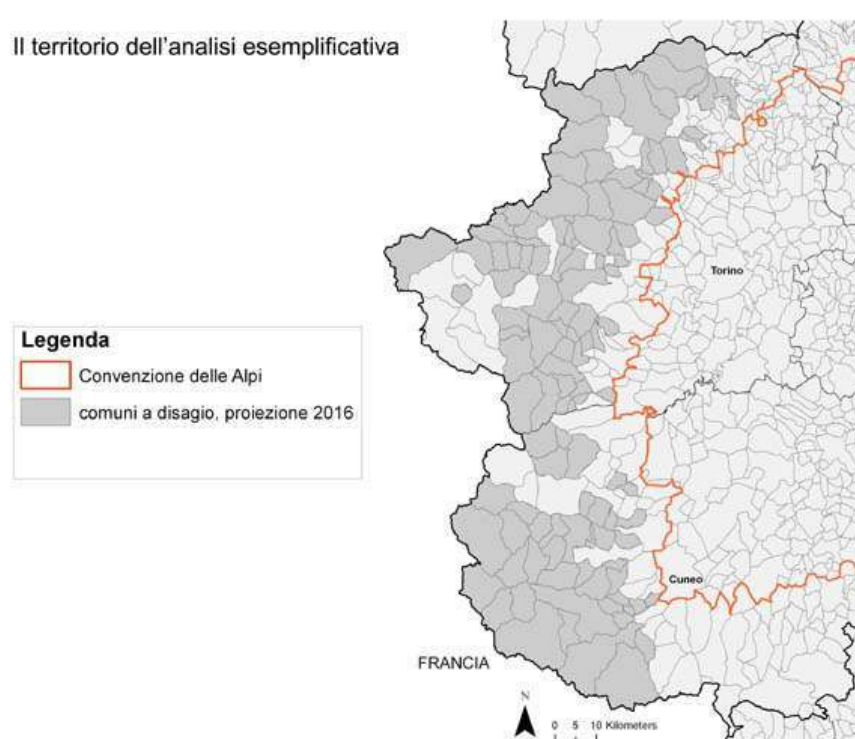 Il territorio dell'analisi esemplificativa
Torino
Legenda
Convenzione delle Alpi
comuni a disagio, proiezione 2016
Cuneo
FRANCIA
N
0 5 10 Kilometers